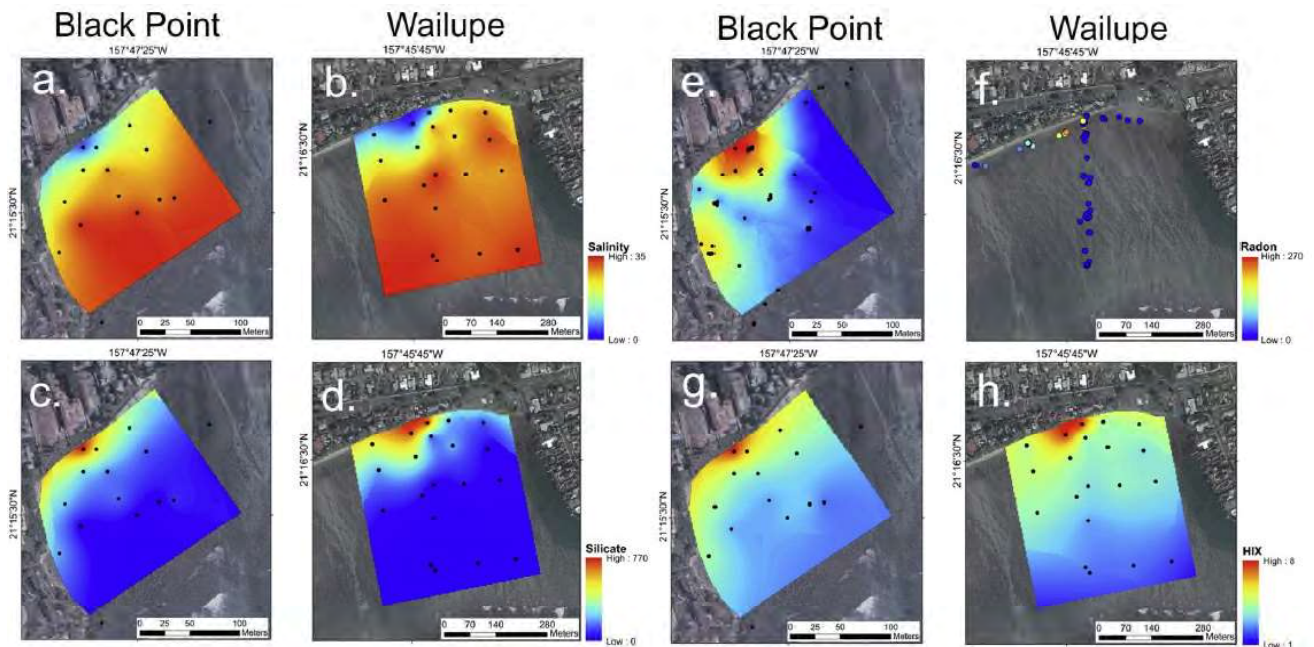 Black Point
Wailupe
Black Point
Wailupe
157°47'25"W
157°45'45"W
157°47'25"W
157°45'45"W
a.
b.
e.
f.
21°15'30"N
21°16'30"N
21°15'30"N
21°16'30"N
Salinity
High : 35
Low : 0
Radon
High : 270
Low : 0
0 25 50 100
Meters
0 70 140 280
Meters
0 25 50 100
Meters
0 70 140 280
Meters
157°47'25"W
157°45'45"W
157°47'25"W
157°45'45"W
c.
d.
g.
h.
21°15'30"N
21°16'30"N
21°15'30"N
21°16'30"N
Silicate
High : 770
Low : 0
HIX
High : 8
Low : 1
0 25 50 100
Meters
0 70 140 280
Meters
0 25 50 100
Meters
0 70 140 280
Meters